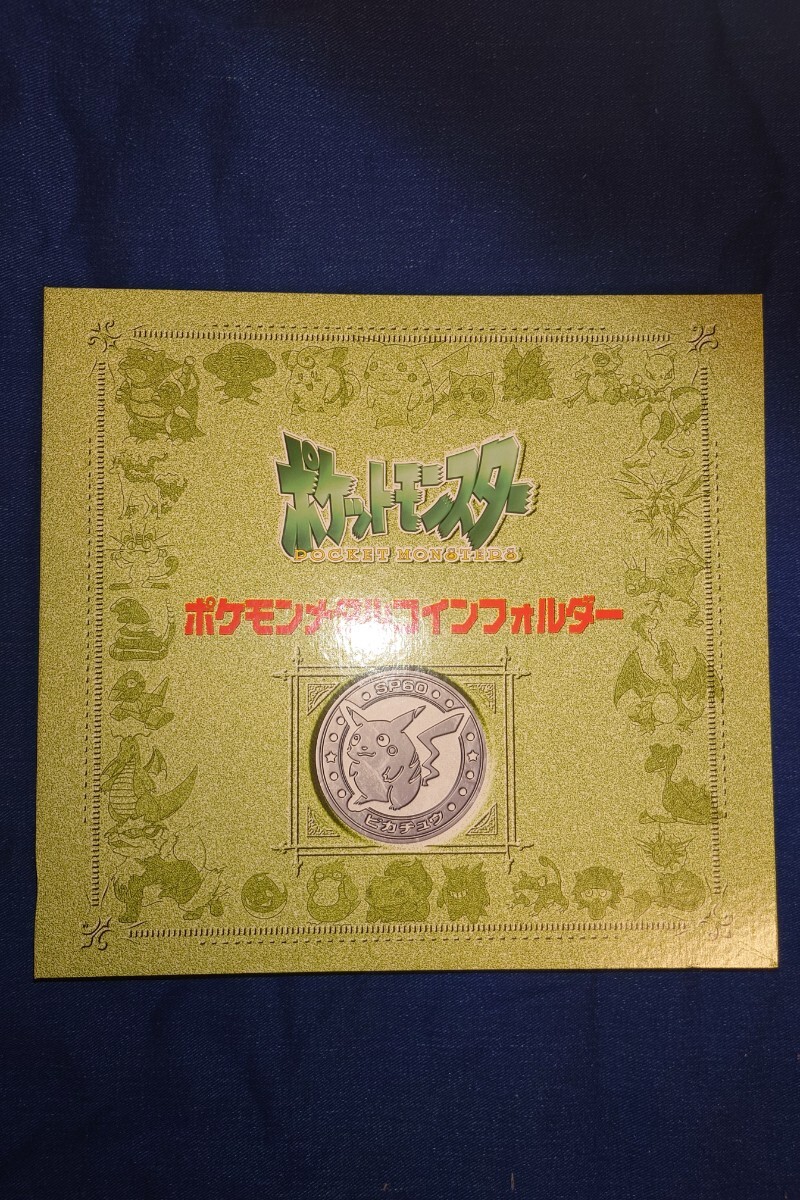 ポケットモンスター
POCKET MONSTERS
ポケモンメタルコインフォルダー
SP60
ピカチュウ